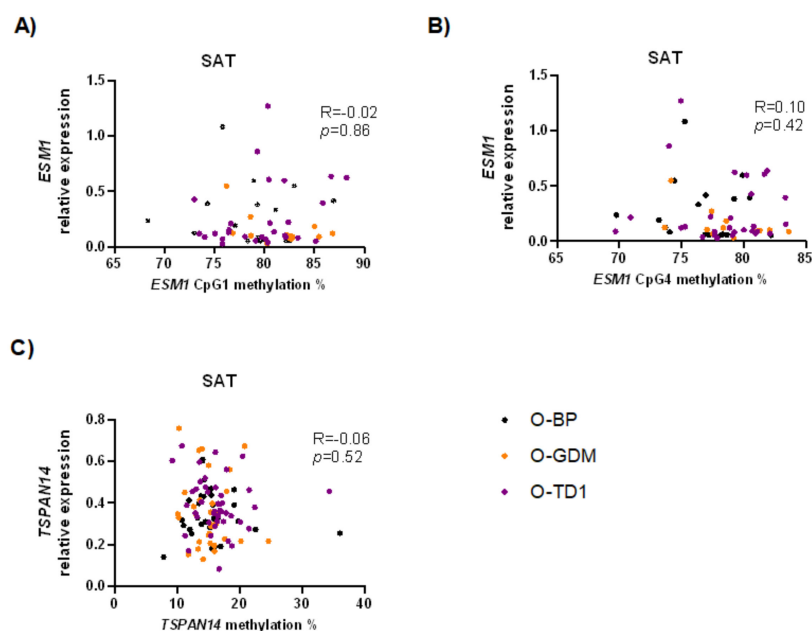 A)
SAT
R=-0.02
p=0.86
ESM1
relative expression
1.5
1.0
0.5
0.0
65 70 75 80 85 90
ESM1 CpG1 methylation %
B)
SAT
R=0.10
p=0.42
ESM1
relative expression
1.5
1.0
0.5
0.0
65 70 75 80 85
ESM1 CpG4 methylation %
C)
SAT
R=-0.06
p=0.52
TSPAN14
relative expression
0.8
0.6
0.4
0.2
0.0
0 10 20 30 40
TSPAN14 methylation %
O-BP
O-GDM
O-TD1